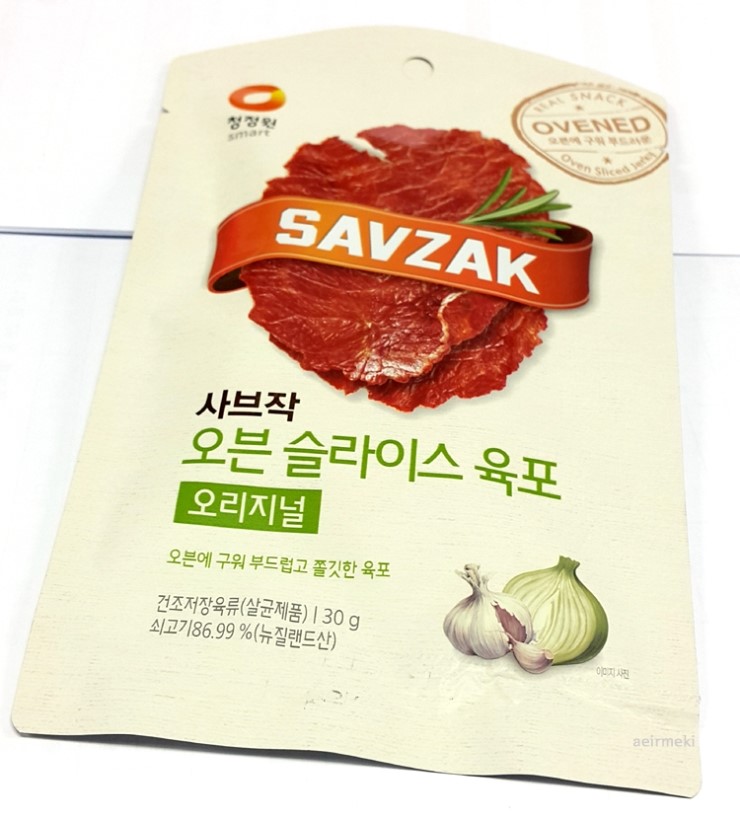 청정원
smart
REAL SNACK
OVENED
오븐에 구워 부드러운
Oven Sliced Jerky
SAVZAK
사브작
오븐 슬라이스 육포
오리지널
오븐에 구워 부드럽고 쫄깃한 육포
건조저장육류(살균제품) | 30 g
쇠고기86.99 %(뉴질랜드산)
이미지 사진
aeirmeki